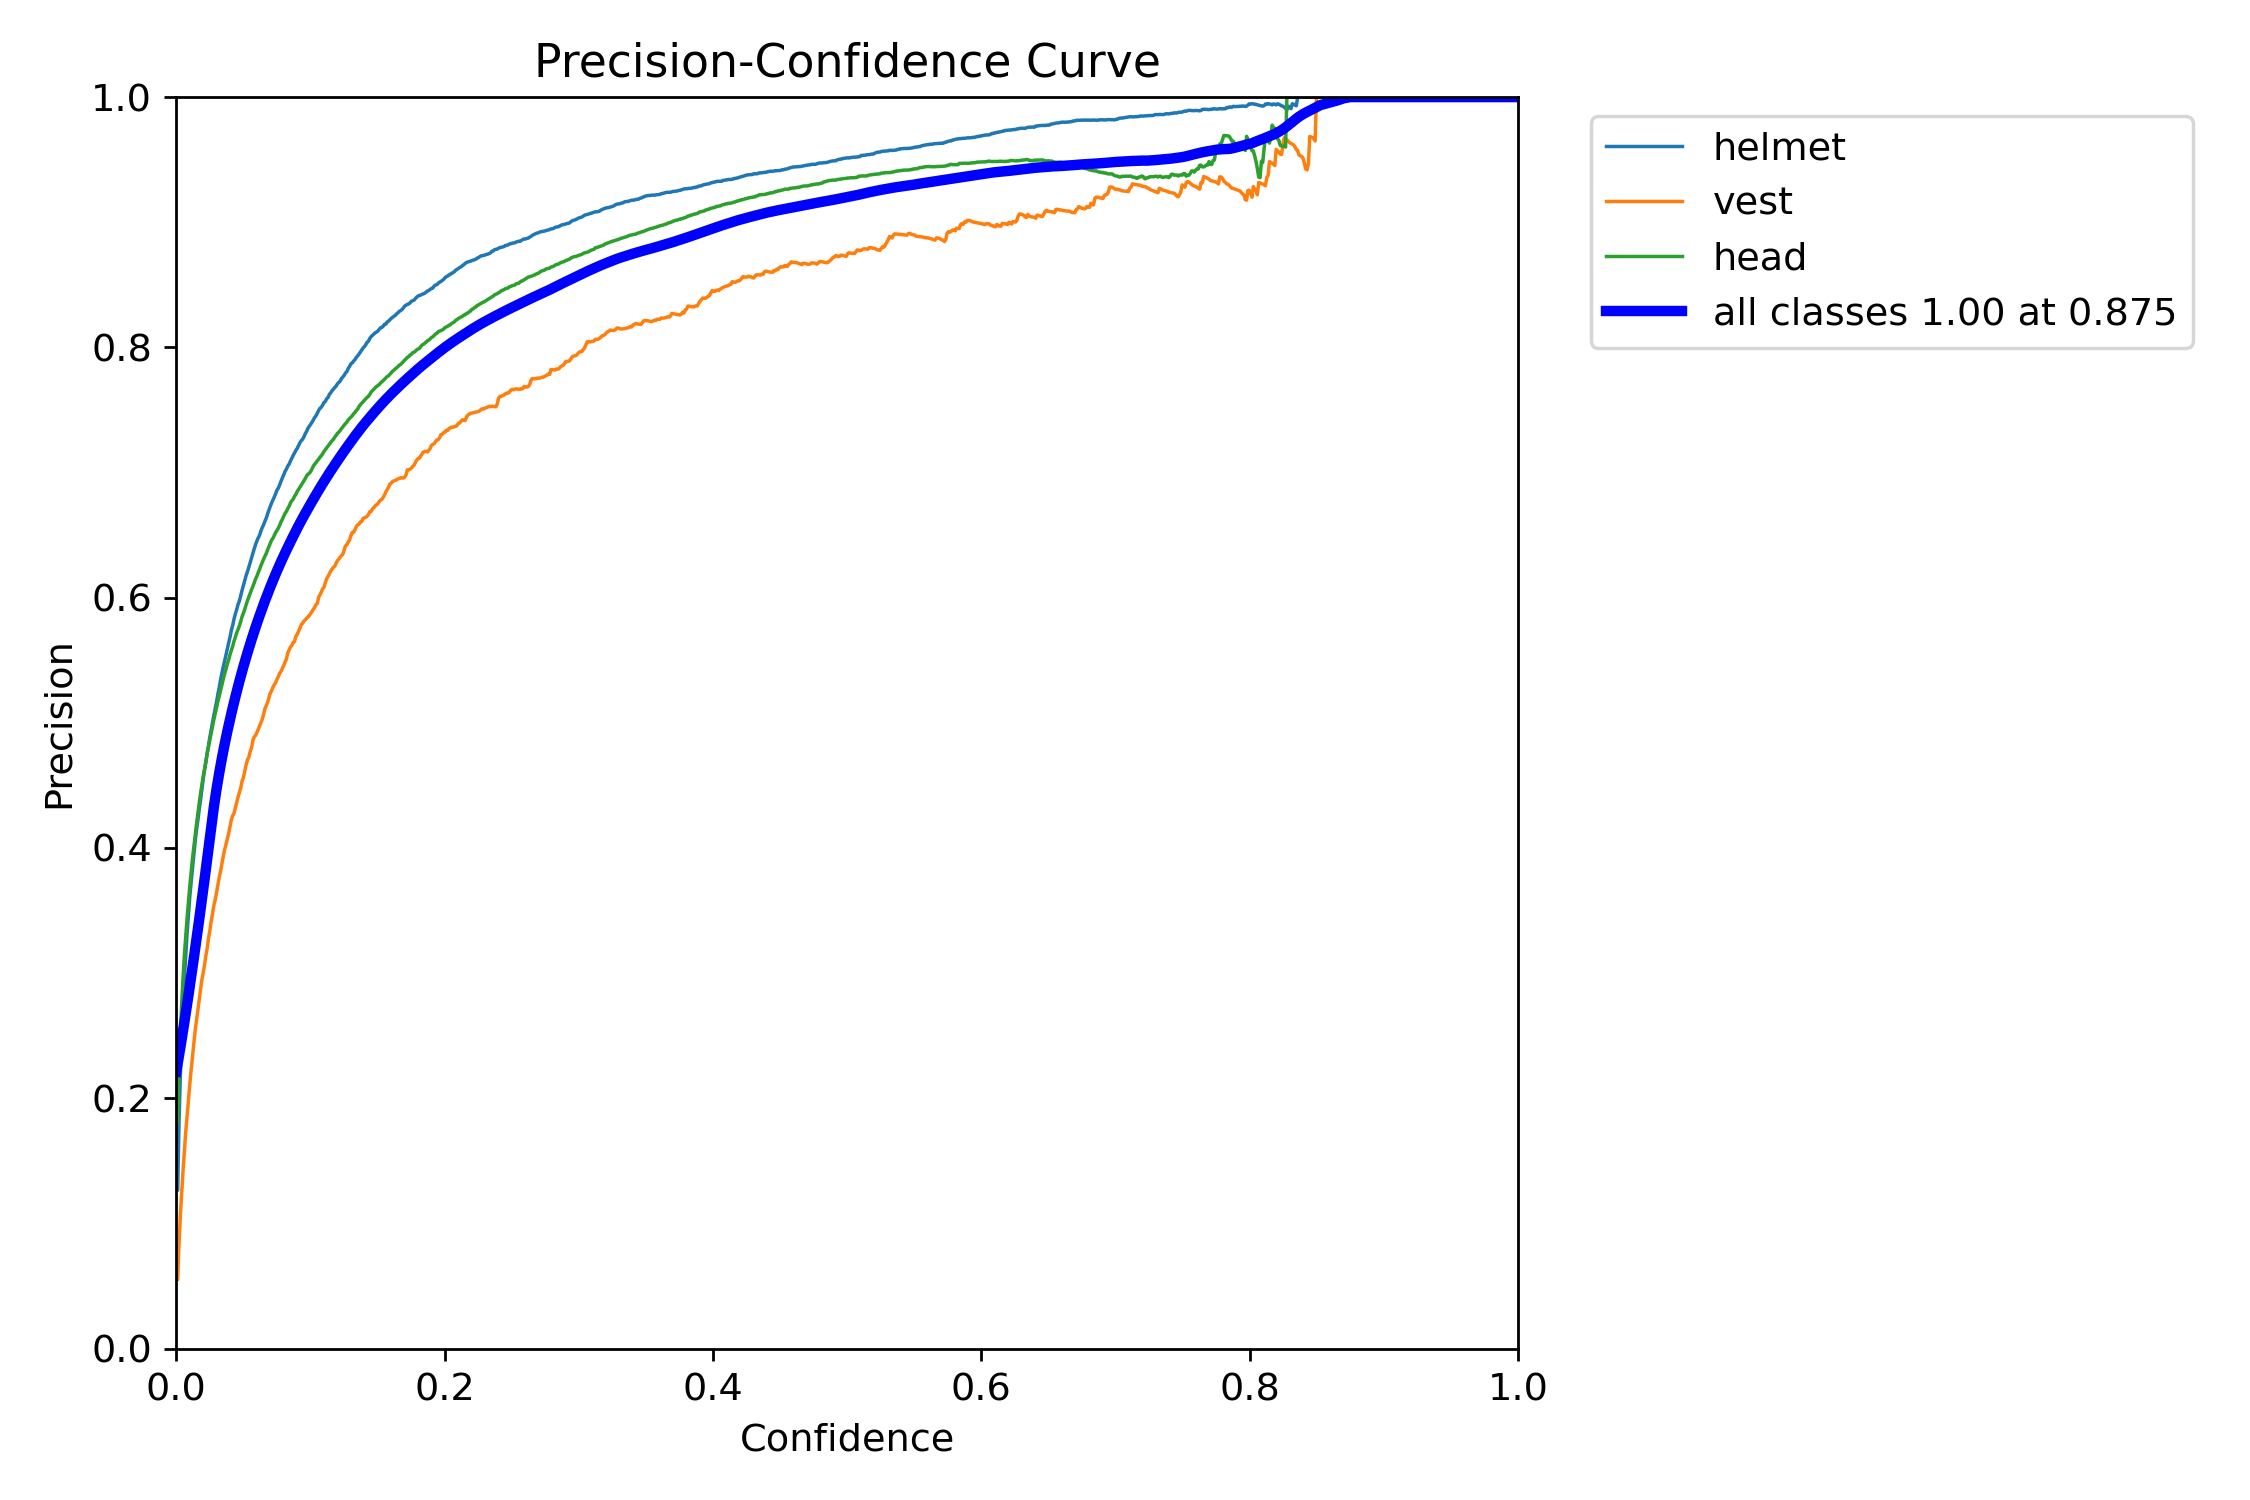 Precision-Confidence Curve
1.0
0.8
0.6
0.4
0.2
0.0
Precision
0.0 0.2 0.4 0.6 0.8 1.0
Confidence
helmet
vest
head
all classes 1.00 at 0.875